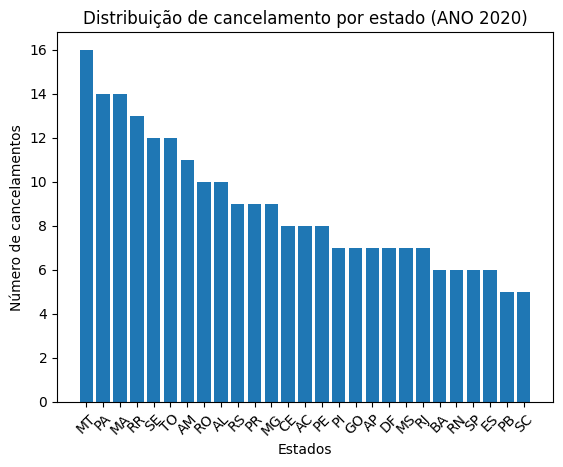 Distribuição de cancelamento por estado (ANO 2020)
Número de cancelamentos
16
14
12
10
8
6
4
2
0
MT PA MA RR SE TO AM RO AL RS PR MG CE AC PE PI GO AP DF MS RJ BA RN SP ES PB SC
Estados